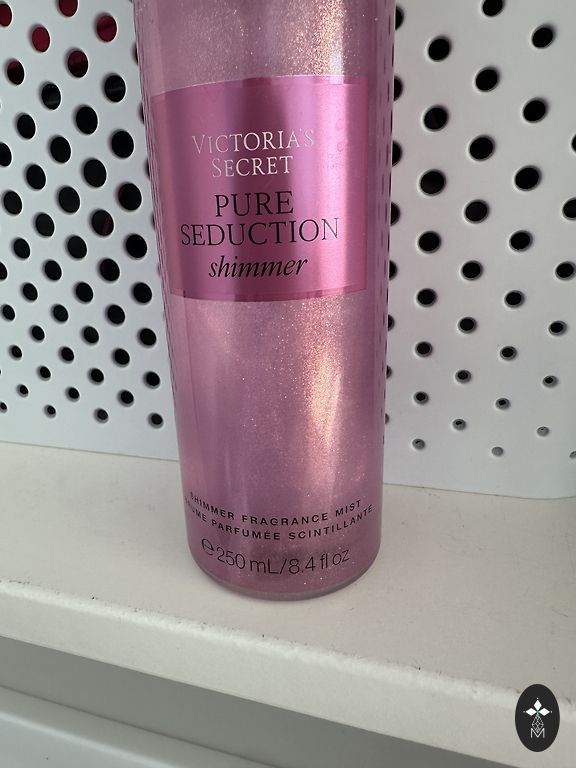 VICTORIA'S
SECRET
PURE
SEDUCTION
shimmer
SHIMMER FRAGRANCE MIST
BRUME PARFUMÉE SCINTILLANTE
℮ 250 mL/8.4 fl oz
M